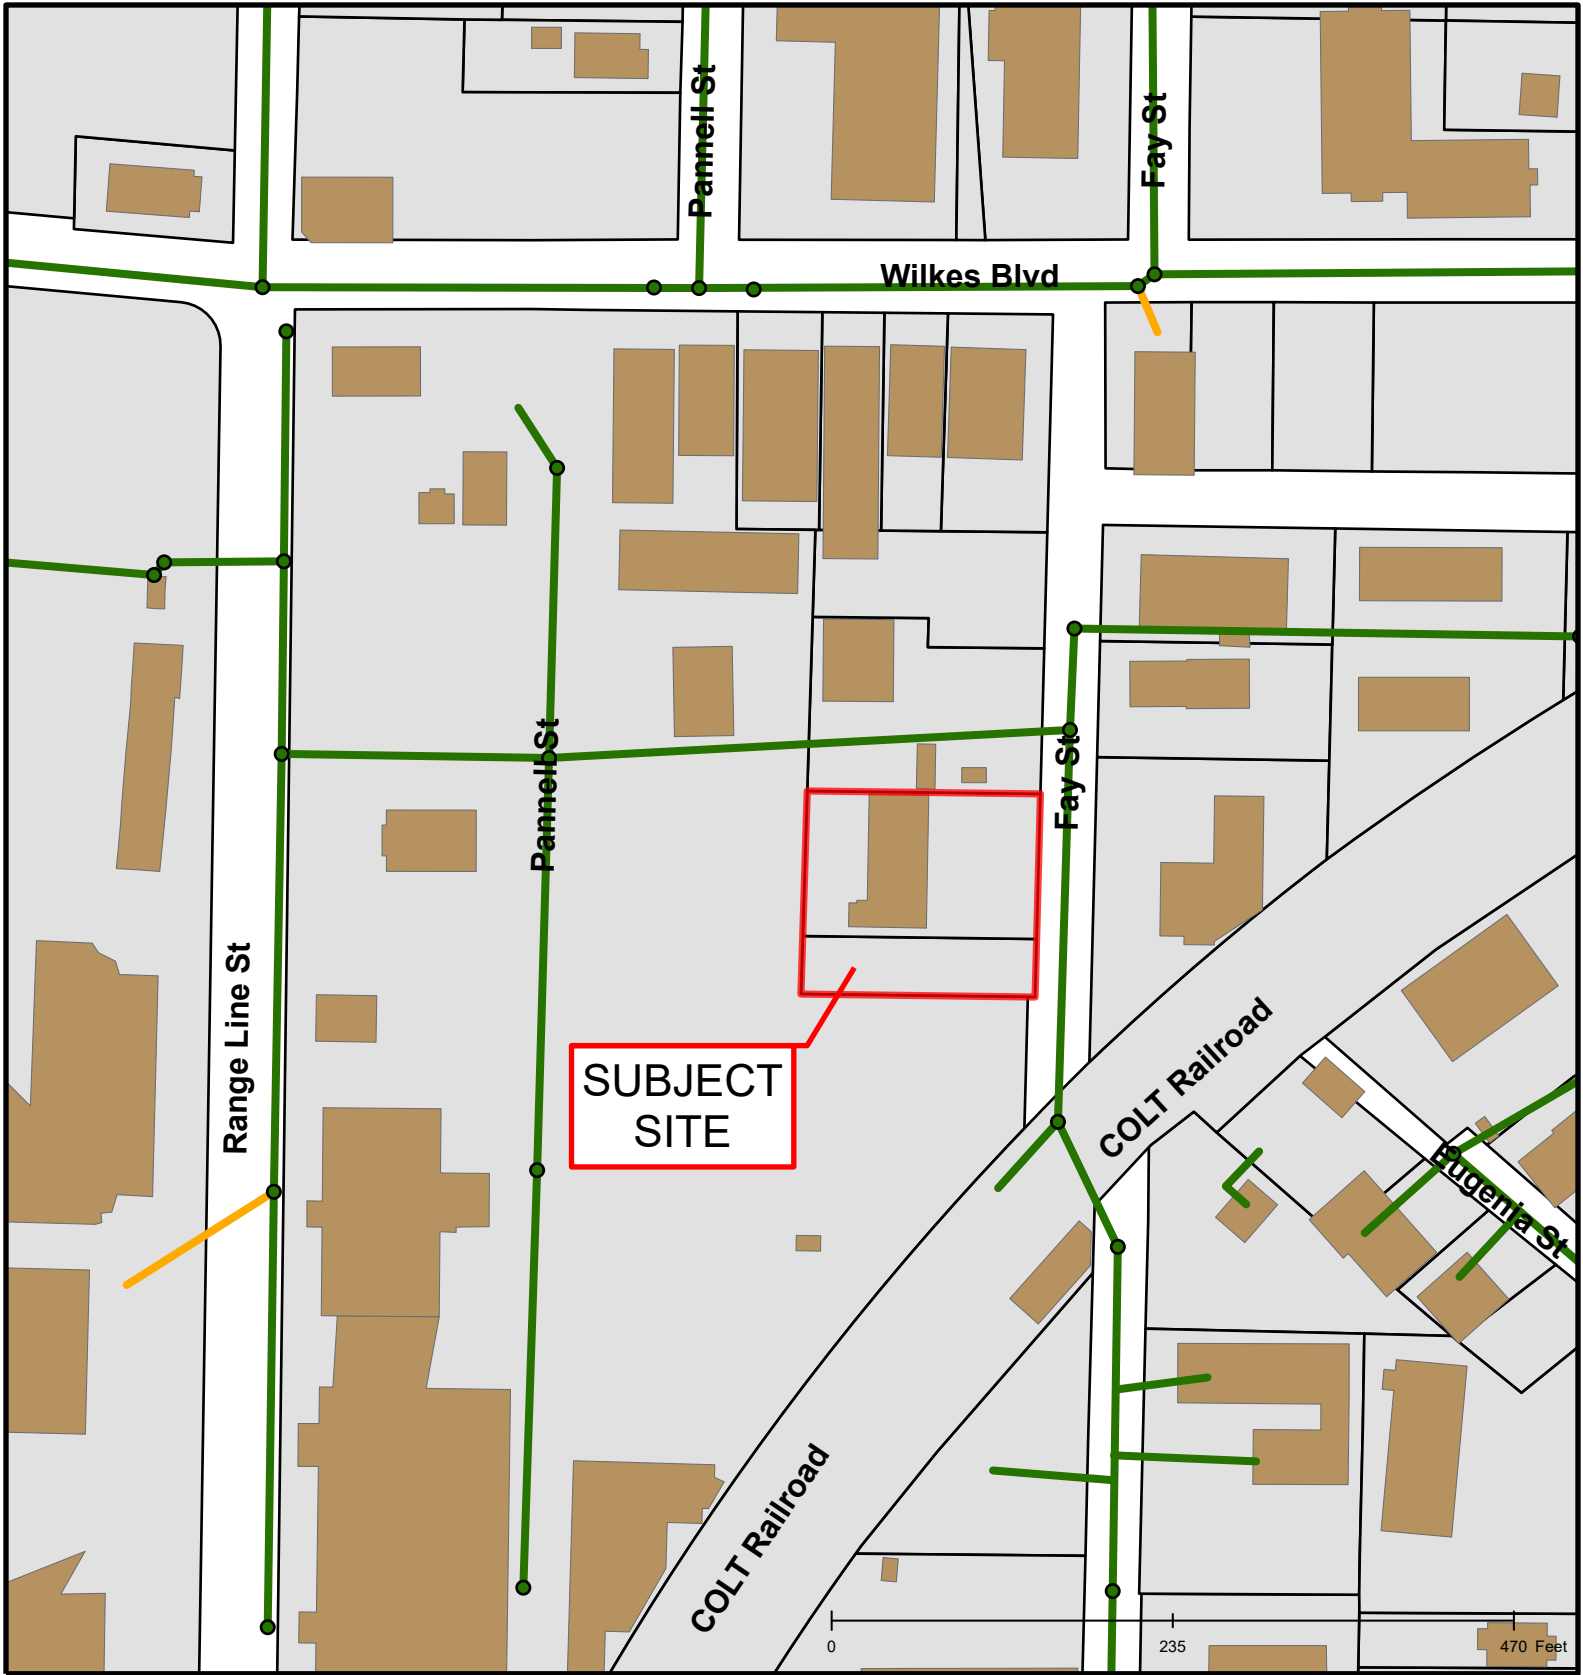 Pannell St
Fay St
Wilkes Blvd
Pannell St
Fay St
Range Line St
SUBJECT
SITE
COLT Railroad
Eugenia St
COLT Railroad
0 235 470 Feet